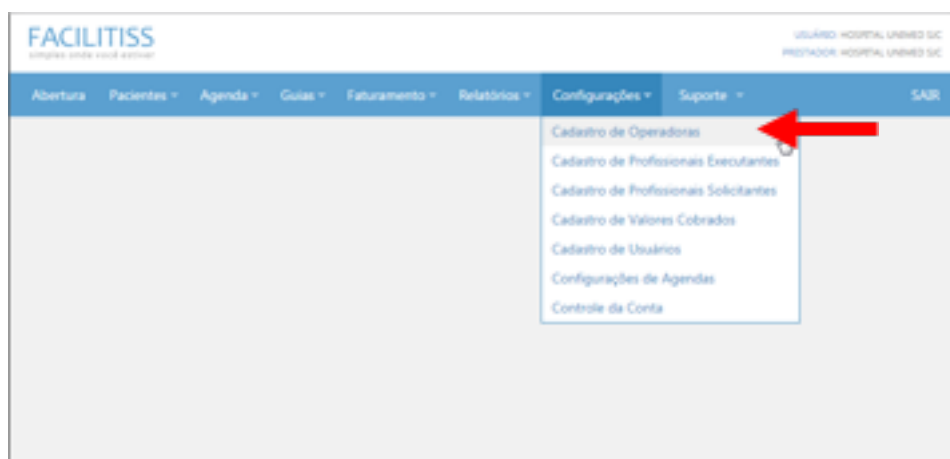 FACILITISS
simples onde você estiver
USUÁRIO: HOSPITAL UNIMED SJC
PRESTADOR: HOSPITAL UNIMED SJC
Abertura Pacientes Agenda Guias Faturamento Relatórios Configurações Suporte SAIR
Cadastro de Operadoras
Cadastro de Profissionais Executantes
Cadastro de Profissionais Solicitantes
Cadastro de Valores Cobrados
Cadastro de Usuários
Configurações de Agendas
Controle da Conta